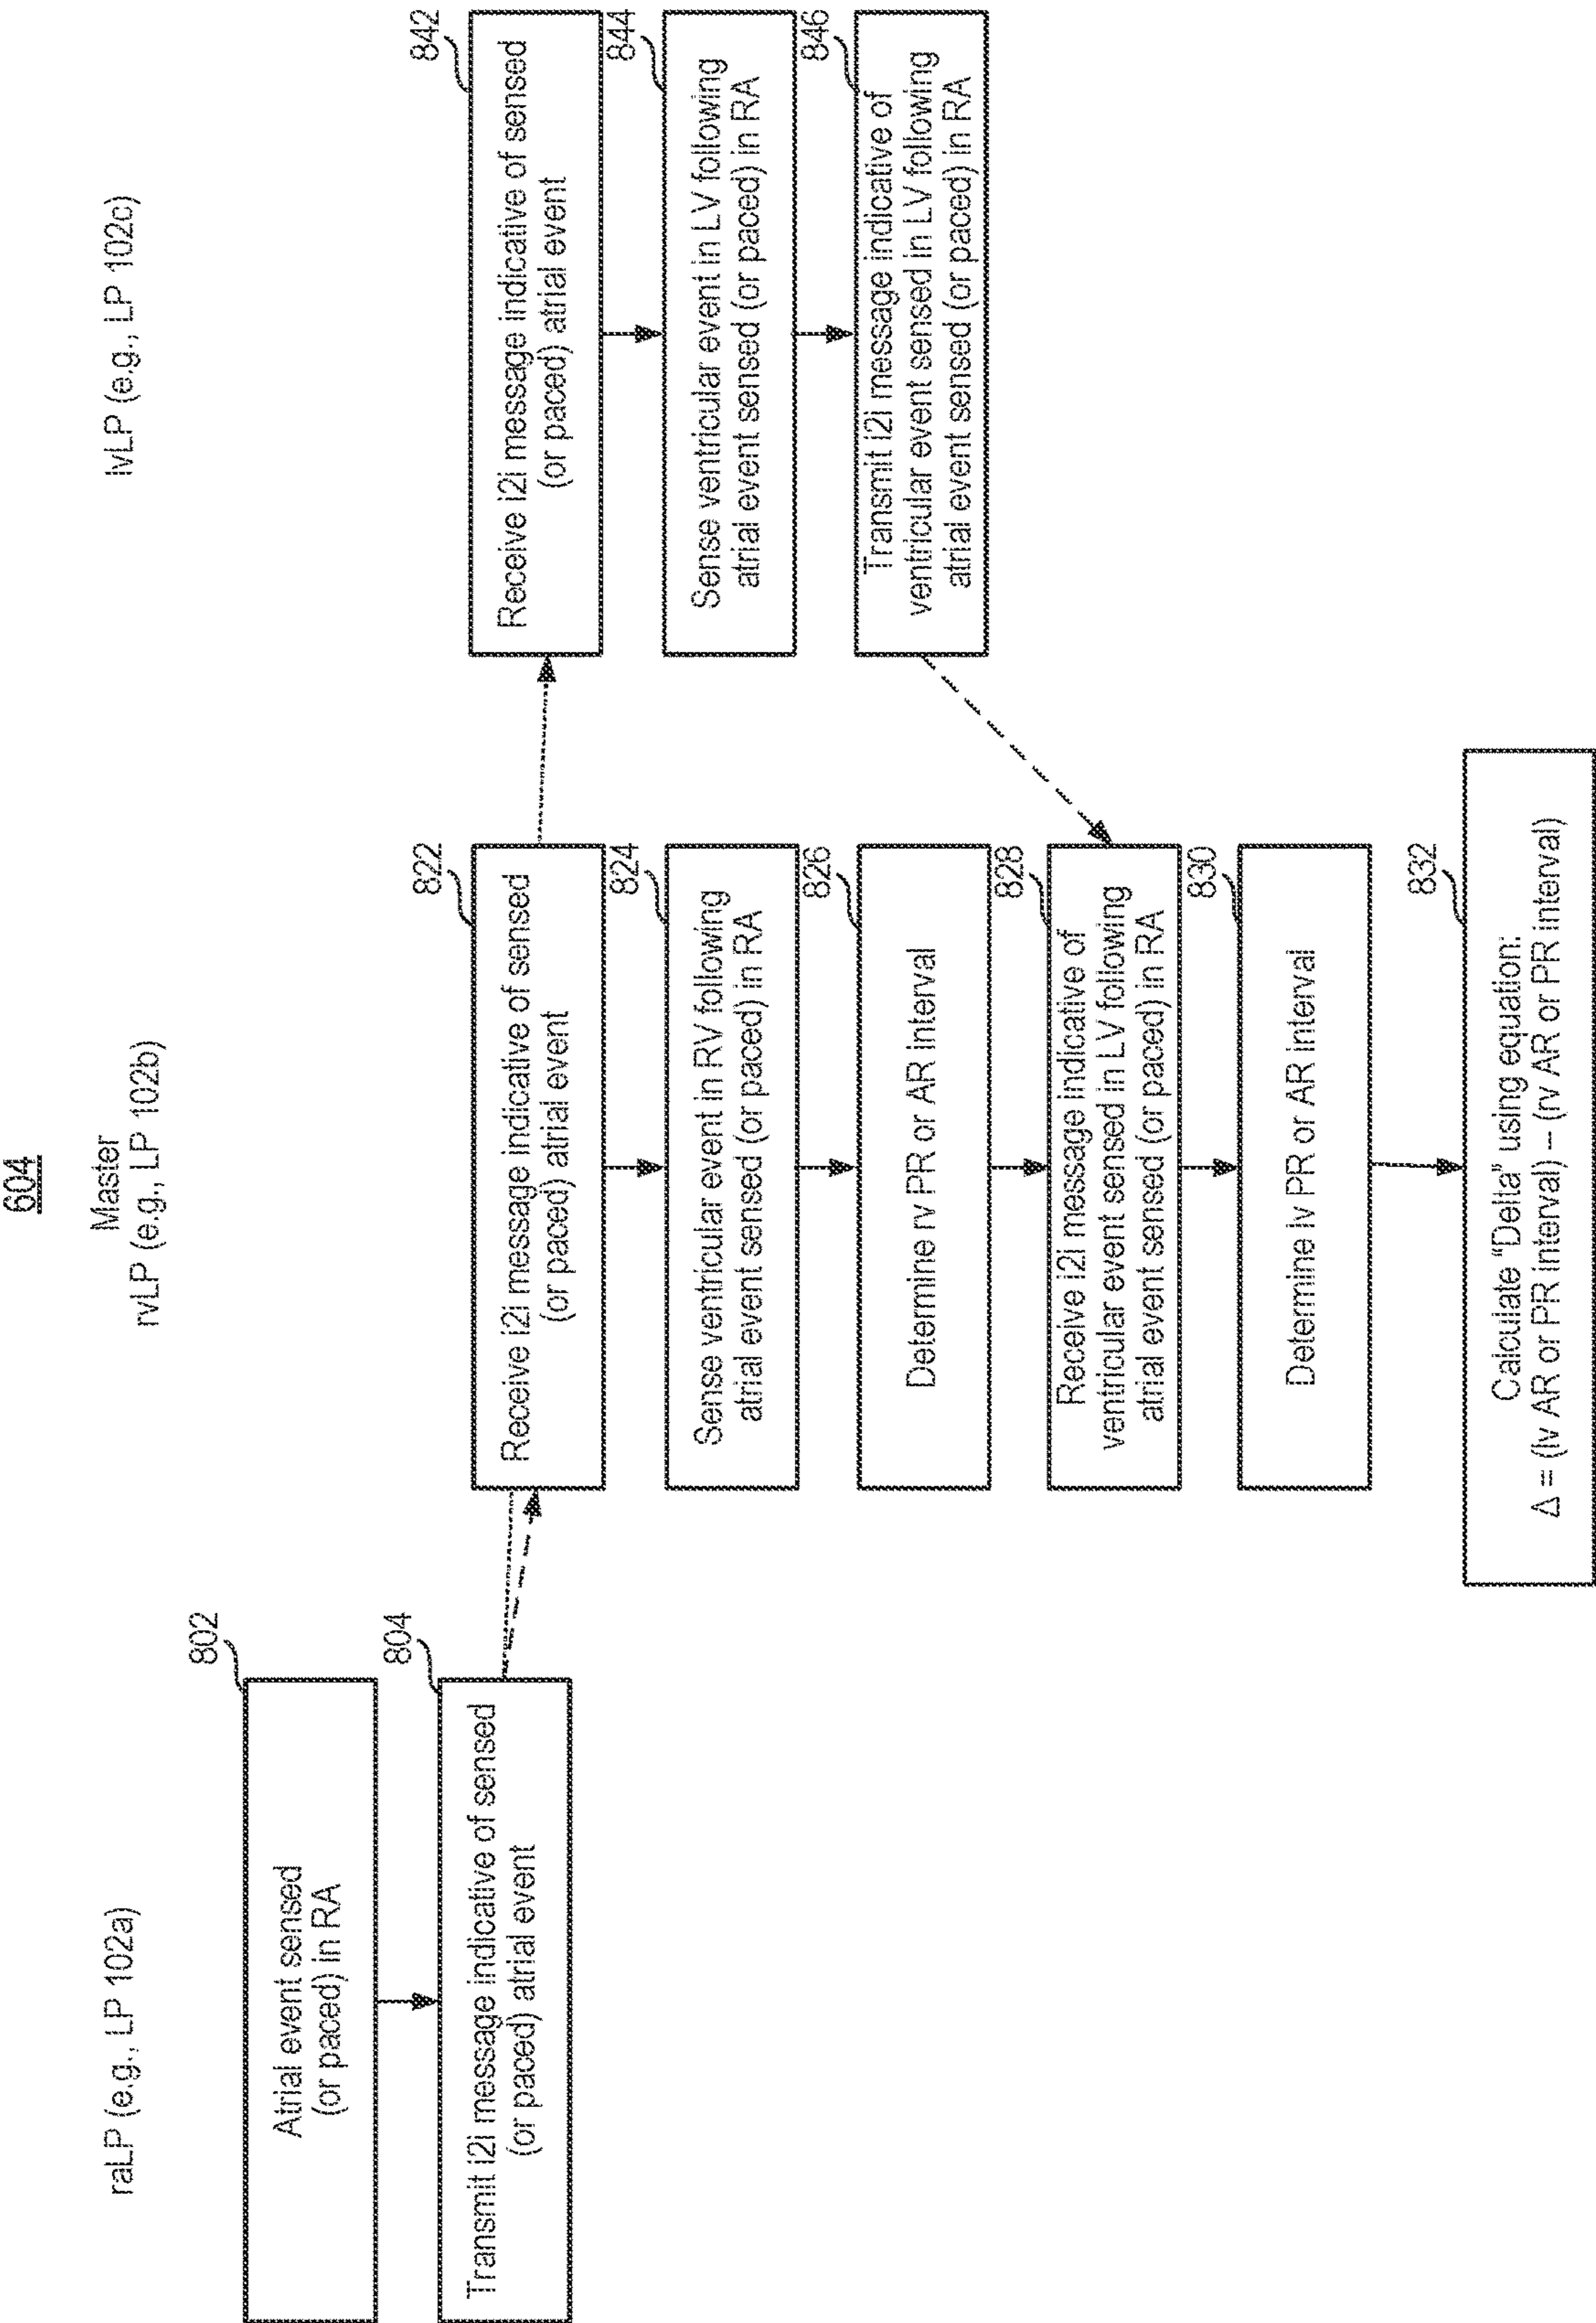 604
raLP (e.g., LP 102a)
Master
rvLP (e.g., LP 102b)
lvLP (e.g., LP 102c)
802
Atrial event sensed
(or paced) in RA
804
Transmit i2i message indicative of sensed
(or paced) atrial event
822
Receive i2i message indicative of sensed
(or paced) atrial event
824
Sense ventricular event in RV following
atrial event sensed (or paced) in RA
826
Determine rv PR or AR interval
828
Receive i2i message indicative of
ventricular event sensed in LV following
atrial event sensed (or paced) in RA
830
Determine lv PR or AR interval
832
Calculate "Delta" using equation:
Δ = (lv AR or PR interval) – (rv AR or PR interval)
842
Receive i2i message indicative of sensed
(or paced) atrial event
844
Sense ventricular event in LV following
atrial event sensed (or paced) in RA
846
Transmit i2i message indicative of
ventricular event sensed in LV following
atrial event sensed (or paced) in RA